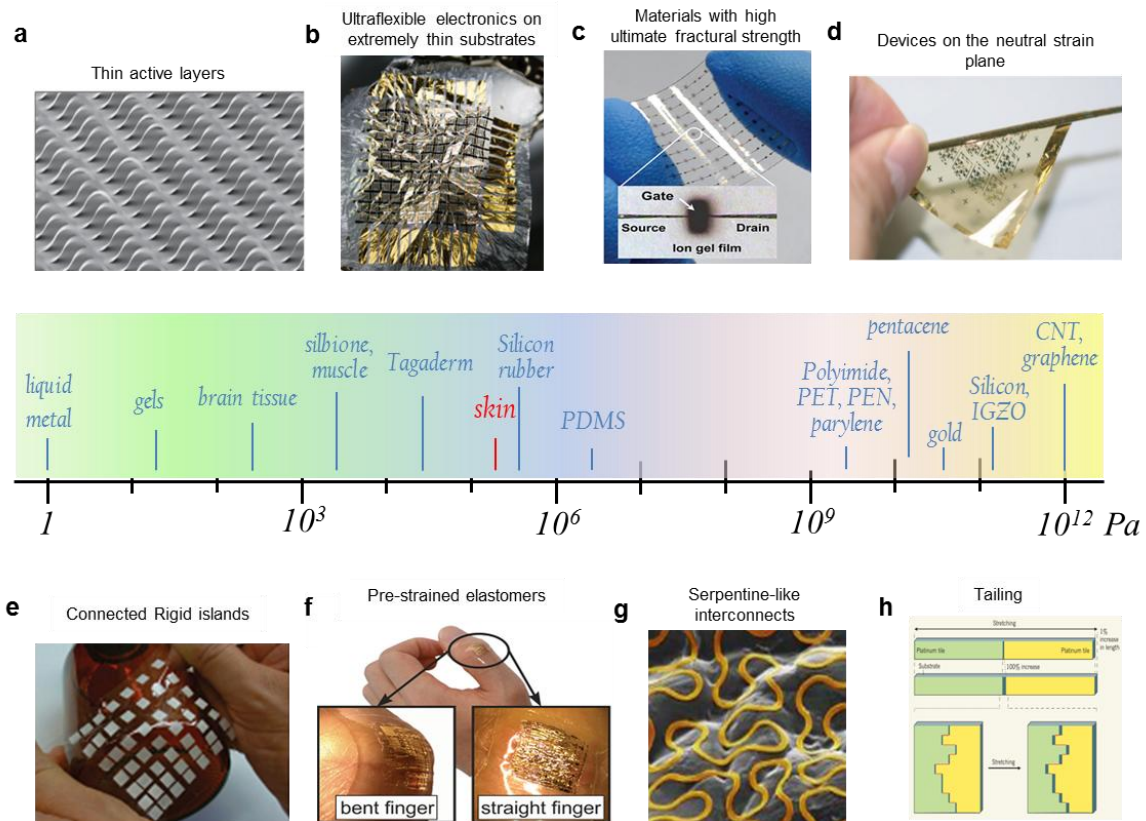 a
Thin active layers
b
Ultraflexible electronics on
extremely thin substrates
c
Materials with high
ultimate fractural strength
Gate
Source
Drain
Ion gel film
d
Devices on the neutral strain
plane
liquid
metal
gels
brain tissue
silbione,
muscle
Tagaderm
skin
Silicon
rubber
PDMS
Polyimide,
PET, PEN,
parylene
pentacene
gold
Silicon,
IGZO
CNT,
graphene
1
10³
10⁶
10⁹
10¹² Pa
e
Connected Rigid islands
f
Pre-strained elastomers
bent finger
straight finger
g
Serpentine-like
interconnects
h
Tailing
Stretching
1%
increase
in length
Platinum tile
Platinum tile
Substrate
100% increase
Stretching